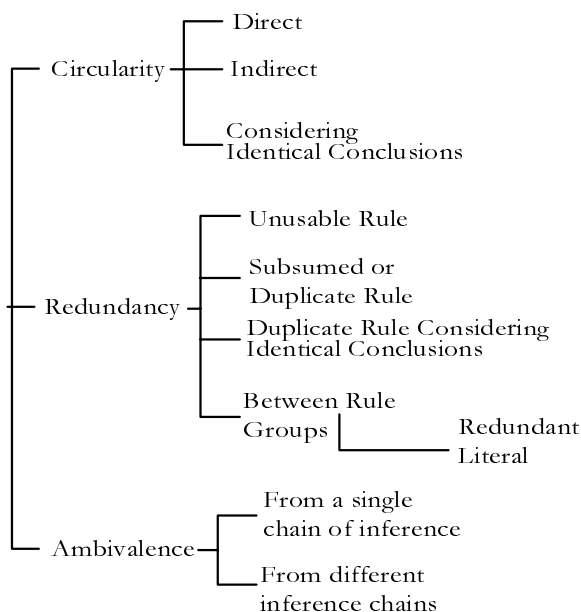 Direct
Circularity
Indirect
Considering
Identical Conclusions
Unusable Rule
Subsumed or
Duplicate Rule
Redundancy
Duplicate Rule Considering
Identical Conclusions
Between Rule
Groups
Redundant
Literal
From a single
chain of inference
Ambivalence
From different
inference chains